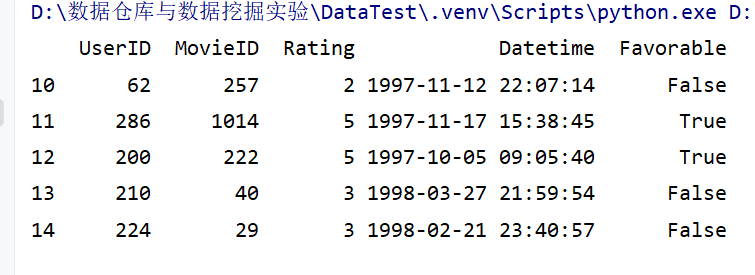 D:\数据仓库与数据挖掘实验\DataTest\.venv\Scripts\python.exe D:
UserID MovieID Rating Datetime Favorable
10 62 257 2 1997-11-12 22:07:14 False
11 286 1014 5 1997-11-17 15:38:45 True
12 200 222 5 1997-10-05 09:05:40 True
13 210 40 3 1998-03-27 21:59:54 False
14 224 29 3 1998-02-21 23:40:57 False